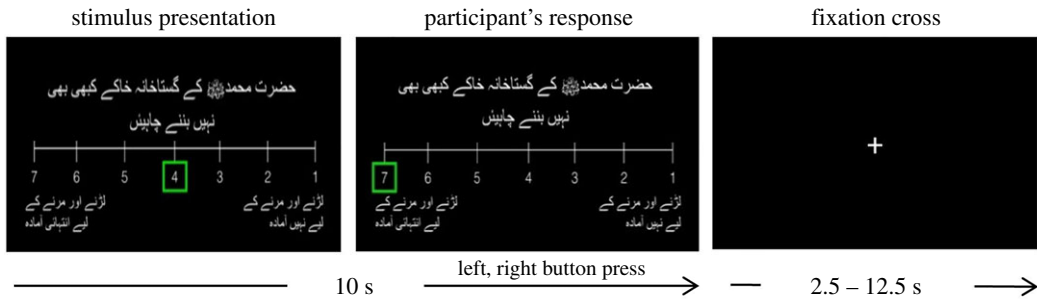 stimulus presentation
participant's response
fixation cross
حضرت محمدﷺ کے گستاخانہ خاکے کبھی بھی
نہیں بننے چاہیئں
7 6 5 4 3 2 1
لڑنے اور مرنے کے
لیے انتہائی آمادہ
لڑنے اور مرنے کے
لیے نہیں آمادہ
حضرت محمدﷺ کے گستاخانہ خاکے کبھی بھی
نہیں بننے چاہیئں
7 6 5 4 3 2 1
لڑنے اور مرنے کے
لیے انتہائی آمادہ
لڑنے اور مرنے کے
لیے نہیں آمادہ
+
10 s
left, right button press
2.5 – 12.5 s